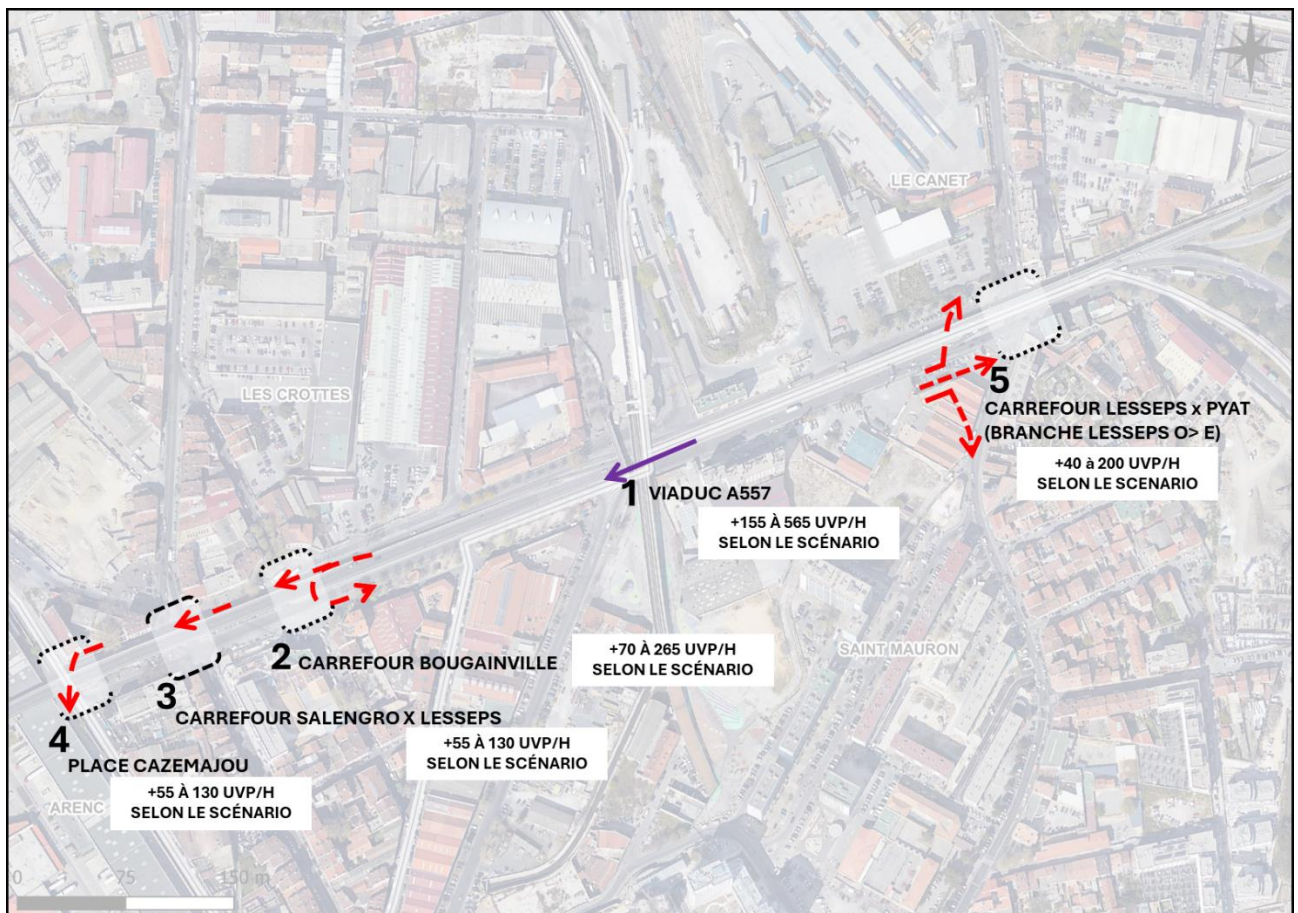 LE CANET
LES CROTTES
5
CARREFOUR LESSEPS x PYAT
(BRANCHE LESSEPS O> E)
+40 à 200 UVP/H
SELON LE SCENARIO
1 VIADUC A557
+155 À 565 UVP/H
SELON LE SCÉNARIO
2 CARREFOUR BOUGAINVILLE
+70 À 265 UVP/H
SELON LE SCÉNARIO
SAINT MAURON
3
CARREFOUR SALENGRO X LESSEPS
+55 À 130 UVP/H
SELON LE SCÉNARIO
4
PLACE CAZEMAJOU
+55 À 130 UVP/H
SELON LE SCÉNARIO
ARENC
0 75 150 m